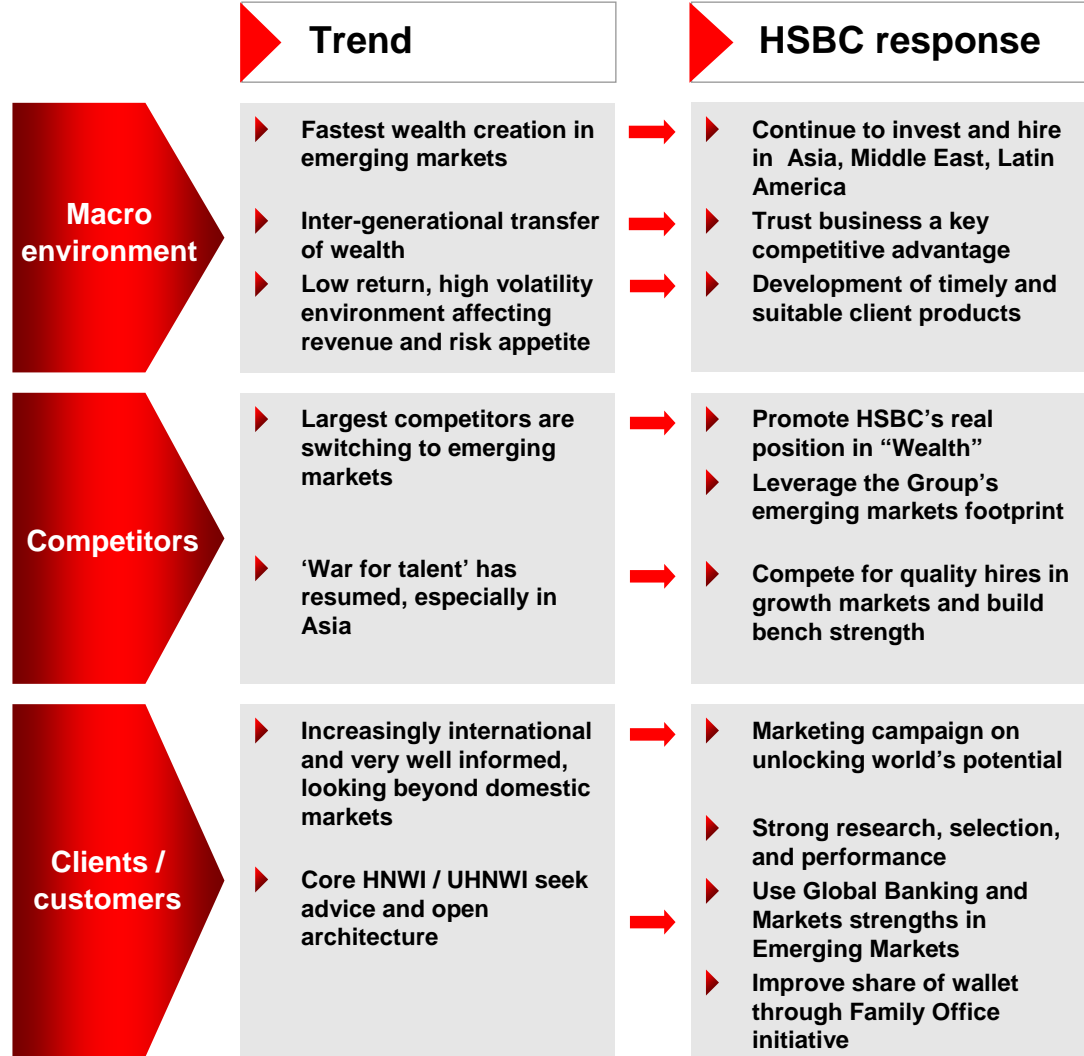 Trend
HSBC response
Macro
environment
Fastest wealth creation in
emerging markets
Continue to invest and hire
in Asia, Middle East, Latin
America
Inter-generational transfer
of wealth
Trust business a key
competitive advantage
Low return, high volatility
environment affecting
revenue and risk appetite
Development of timely and
suitable client products
Competitors
Largest competitors are
switching to emerging
markets
Promote HSBC’s real
position in “Wealth”
Leverage the Group’s
emerging markets footprint
‘War for talent’ has
resumed, especially in
Asia
Compete for quality hires in
growth markets and build
bench strength
Clients /
customers
Increasingly international
and very well informed,
looking beyond domestic
markets
Marketing campaign on
unlocking world’s potential
Core HNWI / UHNWI seek
advice and open
architecture
Strong research, selection,
and performance
Use Global Banking and
Markets strengths in
Emerging Markets
Improve share of wallet
through Family Office
initiative